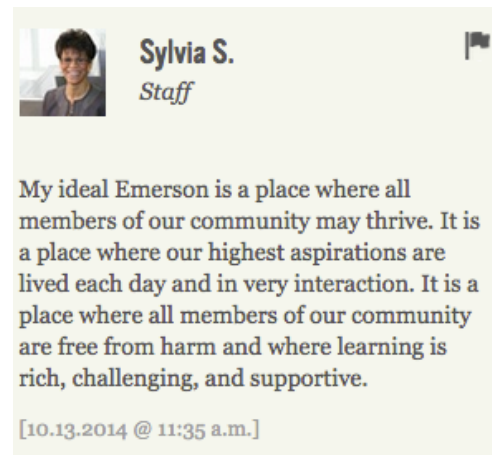 Sylvia S.
Staff
My ideal Emerson is a place where all
members of our community may thrive. It is
a place where our highest aspirations are
lived each day and in very interaction. It is a
place where all members of our community
are free from harm and where learning is
rich, challenging, and supportive.
[10.13.2014 @ 11:35 a.m.]